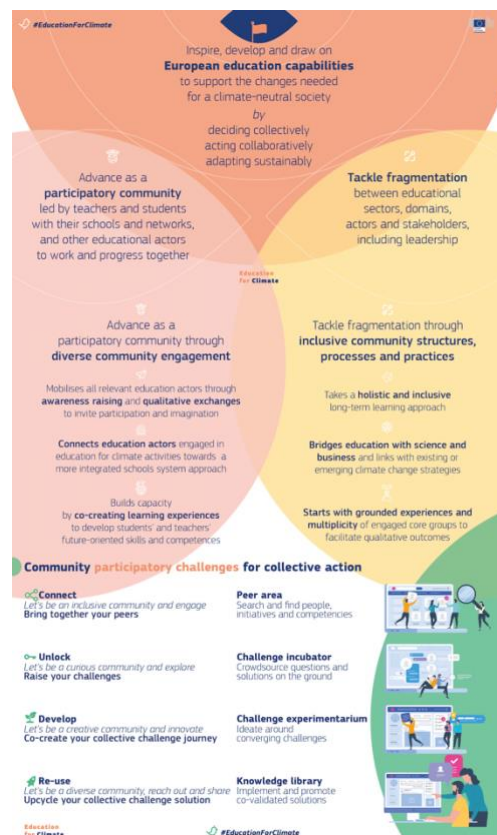 #EducationForClimate
Inspire, develop and draw on
European education capabilities
to support the changes needed
for a climate-neutral society
by
deciding collectively
acting collaboratively
adapting sustainably
Advance as a
participatory community
led by teachers and students
with their schools and networks,
and other educational actors
to work and progress together
Tackle fragmentation
between educational
sectors, domains,
actors and stakeholders,
including leadership
Education
for Climate
Advance as a
participatory community through
diverse community engagement
Mobilises all relevant education actors through
awareness raising and qualitative exchanges
to invite participation and imagination
Connects education actors engaged in
education for climate activities towards a
more integrated schools system approach
Builds capacity
by co-creating learning experiences
to develop students' and teachers'
future-oriented skills and competences
Tackle fragmentation through
inclusive community structures,
processes and practices
Takes a holistic and inclusive
long-term learning approach
Bridges education with science and
business and links with existing or
emerging climate change strategies
Starts with grounded experiences and
multiplicity of engaged core groups to
facilitate qualitative outcomes
Community participatory challenges for collective action
Connect
Let's be an inclusive community and engage
Bring together your peers
Peer area
Search and find people,
initiatives and competencies
Unlock
Let's be a curious community and explore
Raise your challenges
Challenge incubator
Crowdsource questions and
solutions on the ground
Develop
Let's be a creative community and innovate
Co-create your collective challenge journey
Challenge experimentarium
Ideate around
converging challenges
Re-use
Let's be a diverse community, reach out and share
Upcycle your collective challenge solution
Knowledge library
Implement and promote
co-validated solutions
Education
for Climate
#EducationForClimate